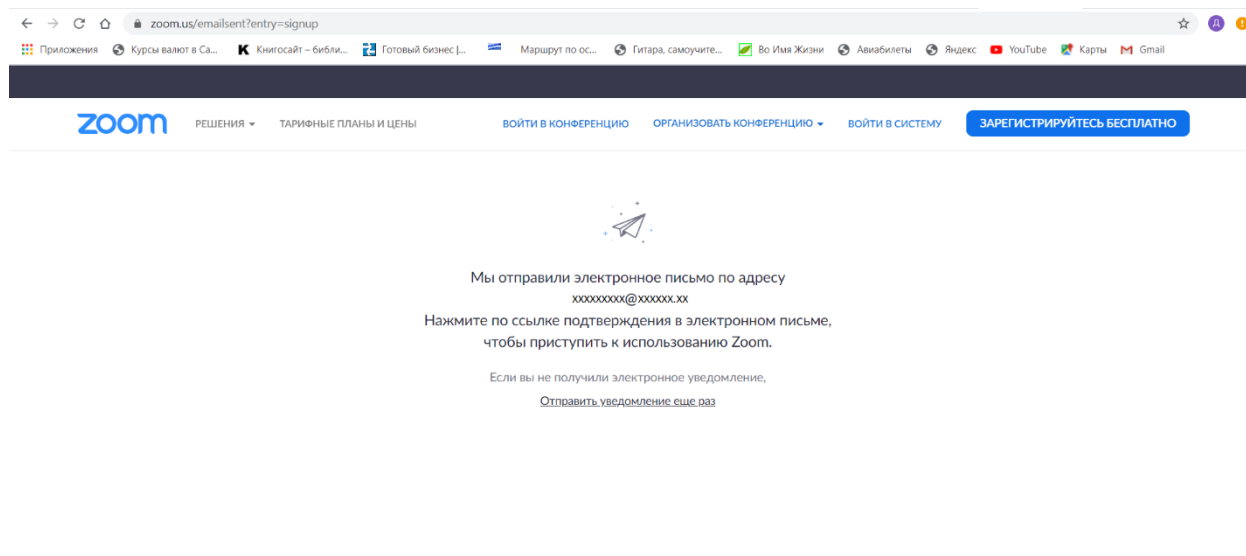 zoom.us/emailsent?entry=signup
Д
Приложения Курсы валют в Са... Книгосайт – библи... Готовый бизнес |... Маршрут по ос... Гитара, самоучите... Во Имя Жизни Авиабилеты Яндекс YouTube Карты Gmail
zoom РЕШЕНИЯ ТАРИФНЫЕ ПЛАНЫ И ЦЕНЫ ВОЙТИ В КОНФЕРЕНЦИЮ ОРГАНИЗОВАТЬ КОНФЕРЕНЦИЮ ВОЙТИ В СИСТЕМУ ЗАРЕГИСТРИРУЙТЕСЬ БЕСПЛАТНО
Мы отправили электронное письмо по адресу
xxxxxxxxx@xxxxxx.xx
Нажмите по ссылке подтверждения в электронном письме,
чтобы приступить к использованию Zoom.
Если вы не получили электронное уведомление,
Отправить уведомление еще раз